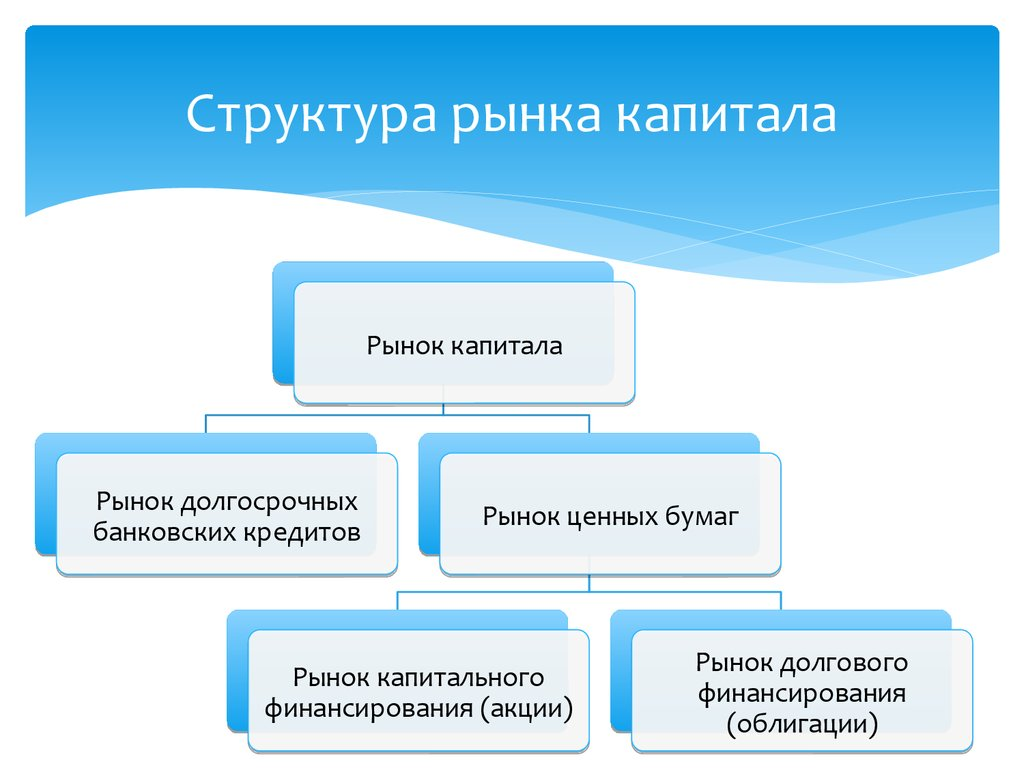 Структура рынка капитала
Рынок капитала
Рынок долгосрочных
банковских кредитов
Рынок ценных бумаг
Рынок капитального
финансирования (акции)
Рынок долгового
финансирования
(облигации)